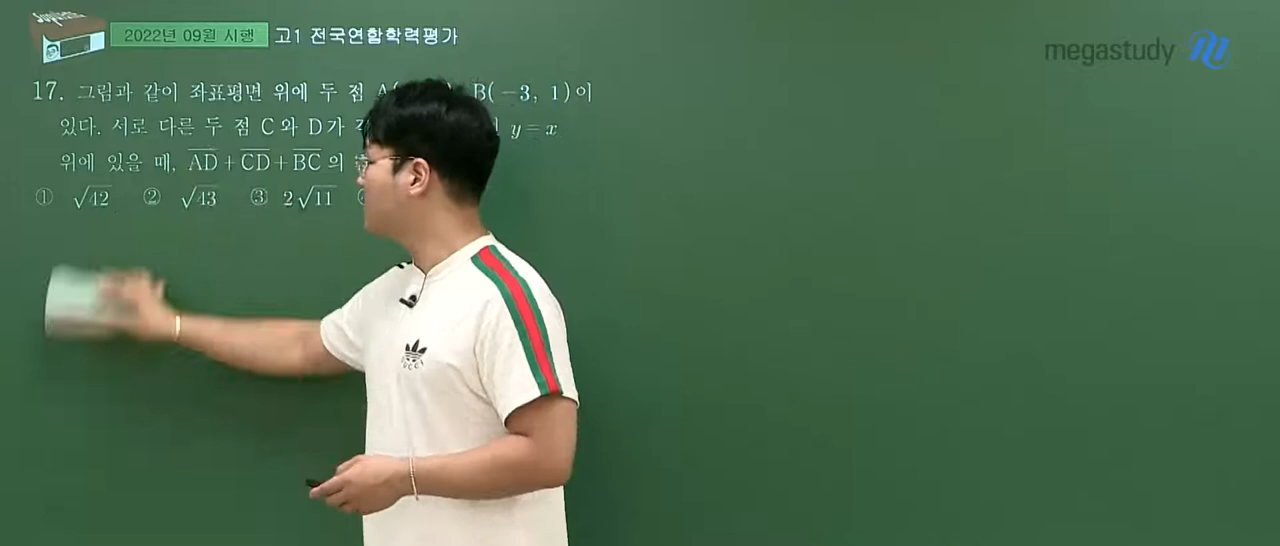 2022년 09월 시행 고1 전국연합학력평가
megastudy
17. 그림과 같이 좌표평면 위에 두 점 A( B(-3, 1)이
있다. 서로 다른 두 점 C와 D가 y=x
위에 있을 때, AD+CD+BC의
① √42 ② √43 ③ 2√11